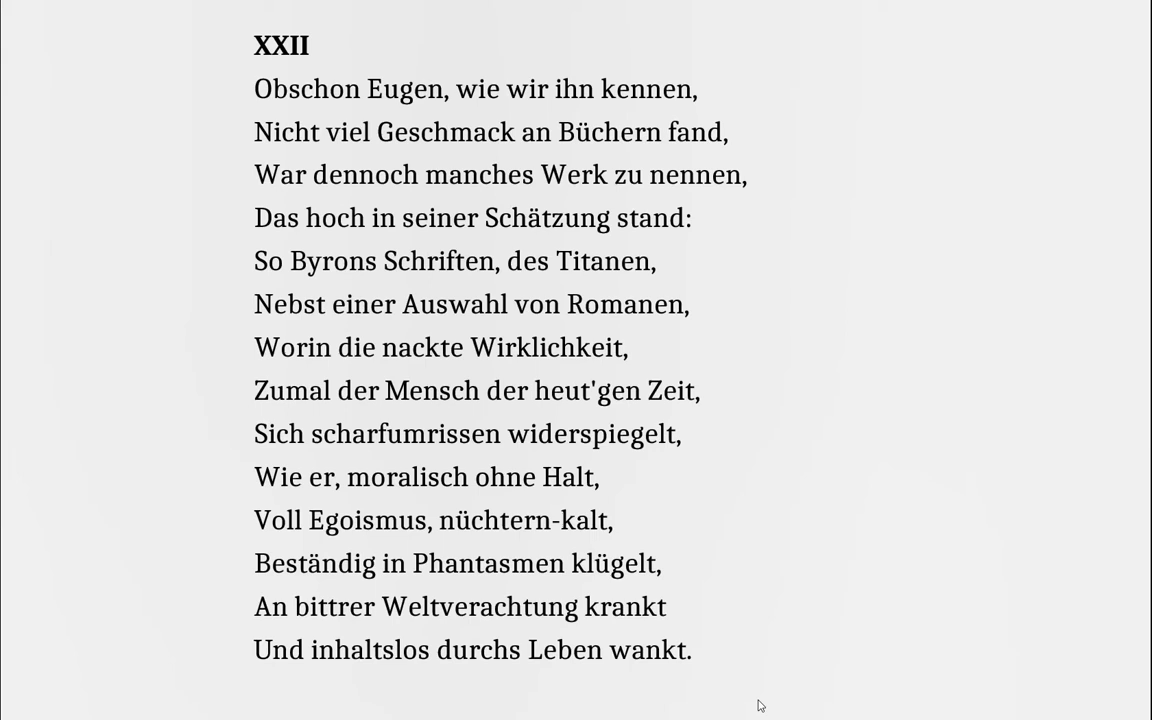 XXII
Obschon Eugen, wie wir ihn kennen,
Nicht viel Geschmack an Büchern fand,
War dennoch manches Werk zu nennen,
Das hoch in seiner Schätzung stand:
So Byrons Schriften, des Titanen,
Nebst einer Auswahl von Romanen,
Worin die nackte Wirklichkeit,
Zumal der Mensch der heut'gen Zeit,
Sich scharfumrissen widerspiegelt,
Wie er, moralisch ohne Halt,
Voll Egoismus, nüchtern-kalt,
Beständig in Phantasmen klügelt,
An bittrer Weltverachtung krankt
Und inhaltslos durchs Leben wankt.